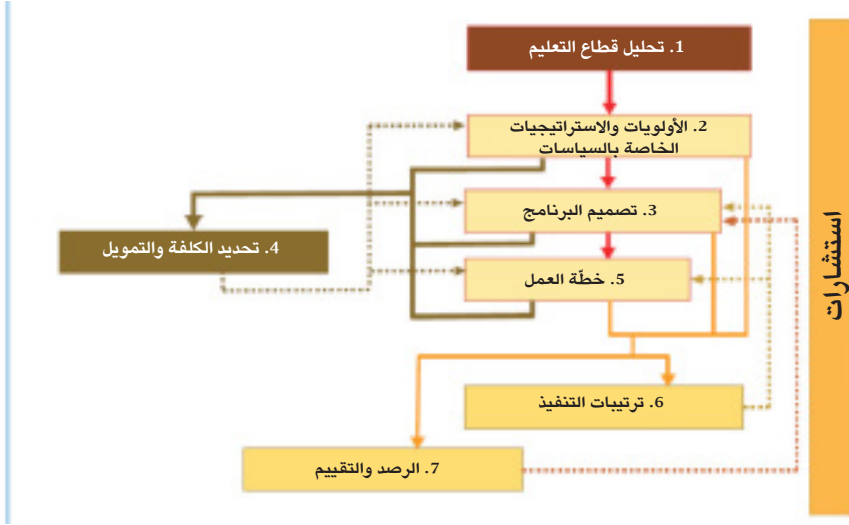 1. تحليل قطاع التعليم
2. الأولويات والاستراتيجيات
الخاصة بالسياسات
3. تصميم البرنامج
4. تحديد الكلفة والتمويل
5. خطّة العمل
6. ترتيبات التنفيذ
7. الرصد والتقييم
استشارات